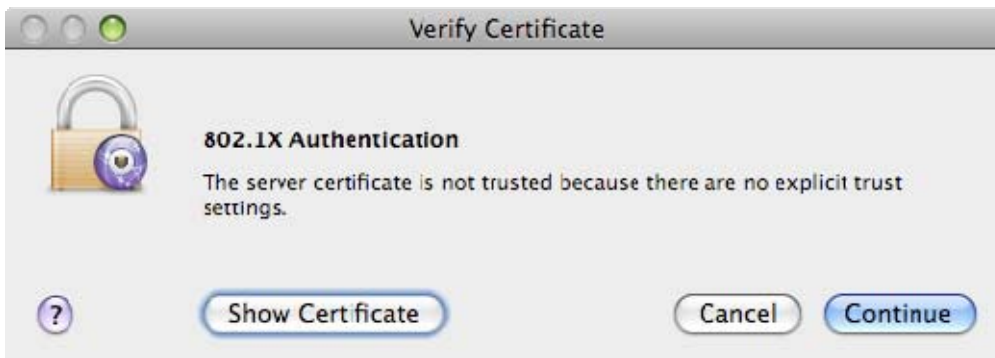 Verify Certificate
802.1X Authentication
The server certificate is not trusted because there are no explicit trust
settings.
?
Show Certificate
Cancel
Continue